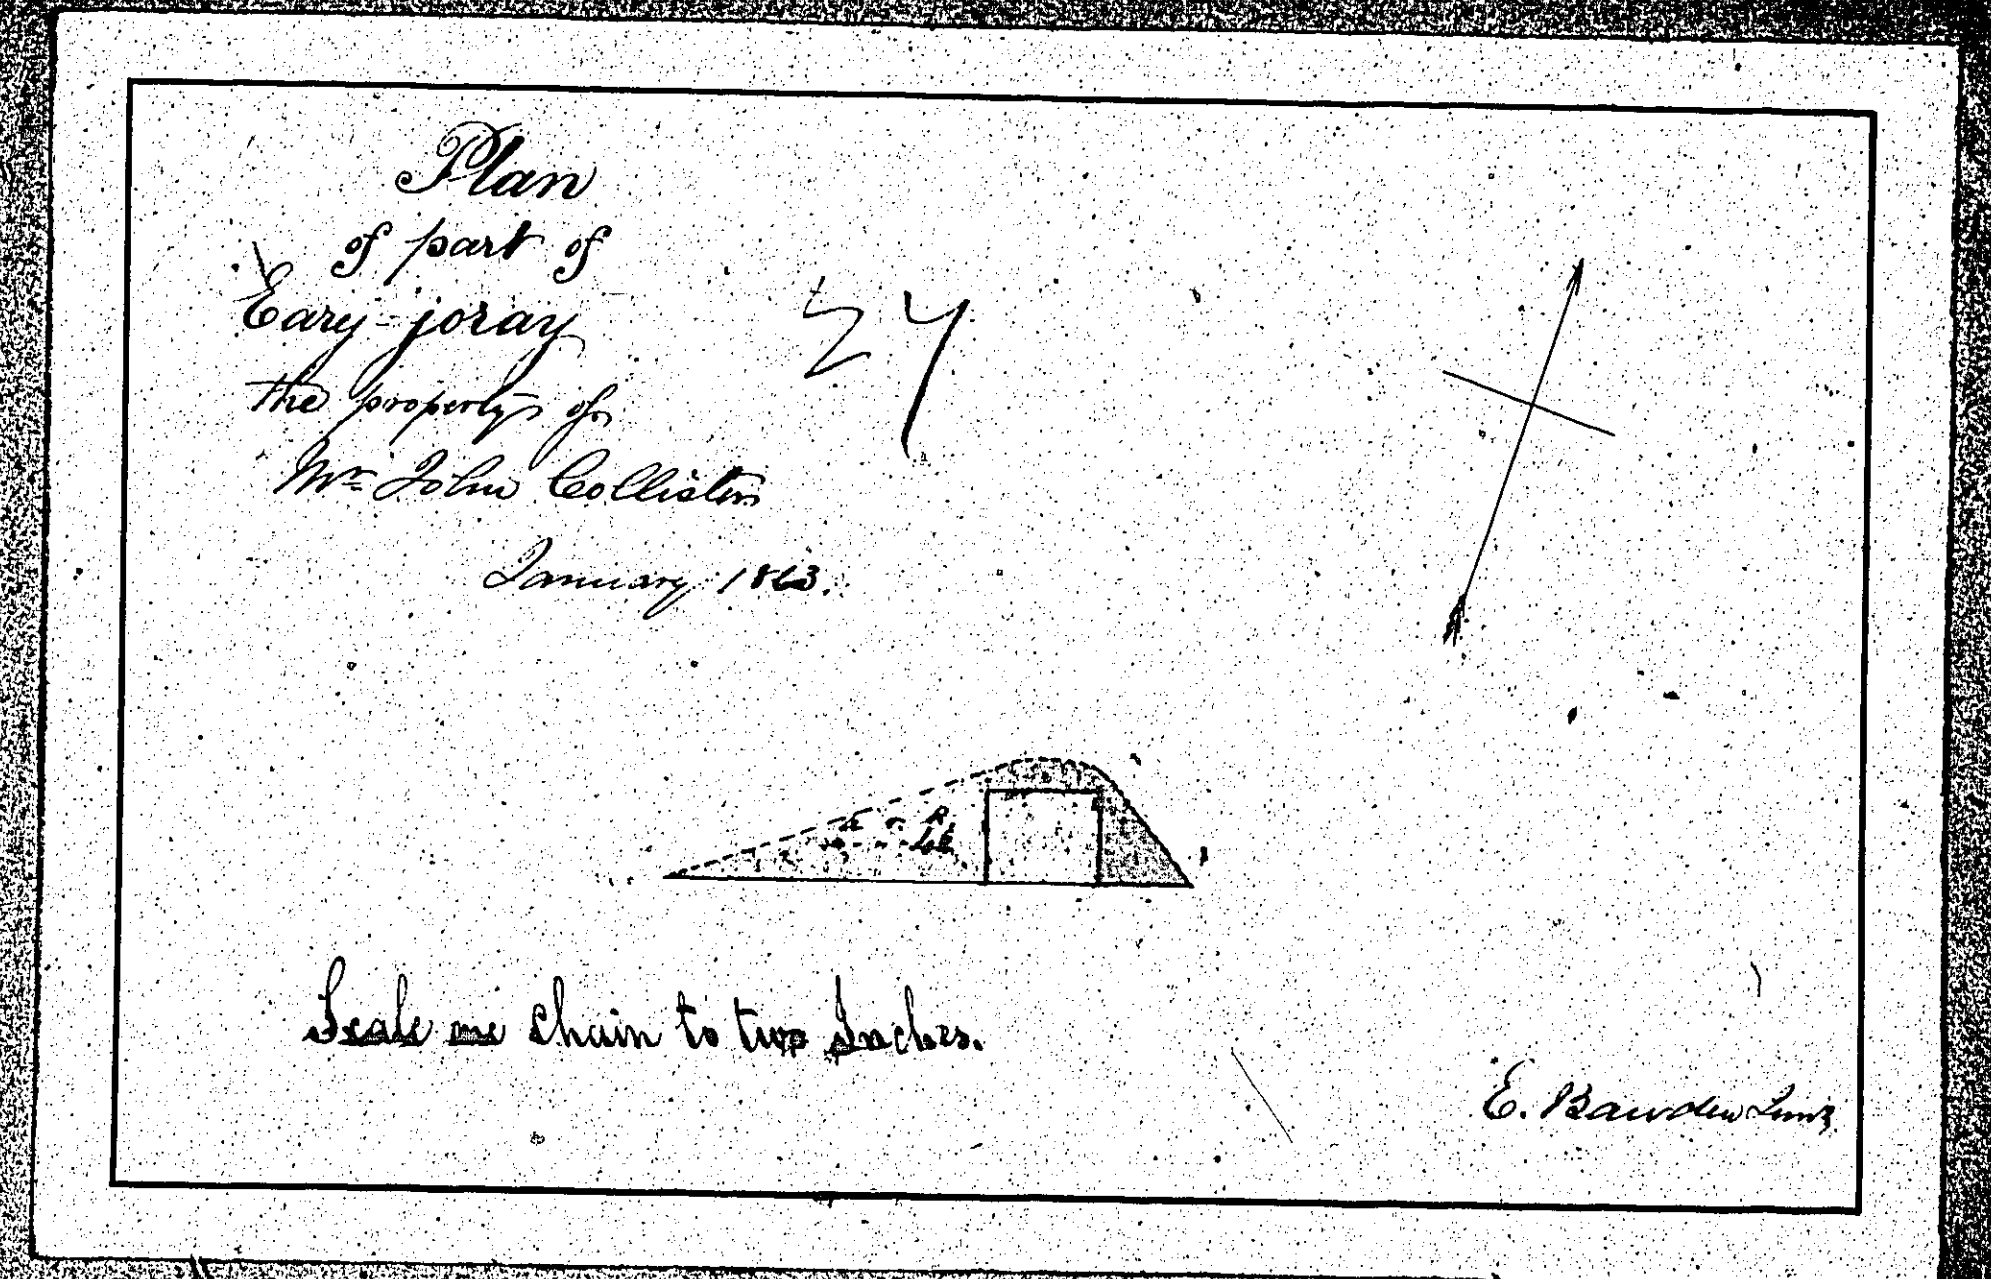 Plan
of part of
Eary-joray
the property of
Mr John Collister
January 1863.
27
a r p
Scale one Chain to two Inches.
E. Bawden